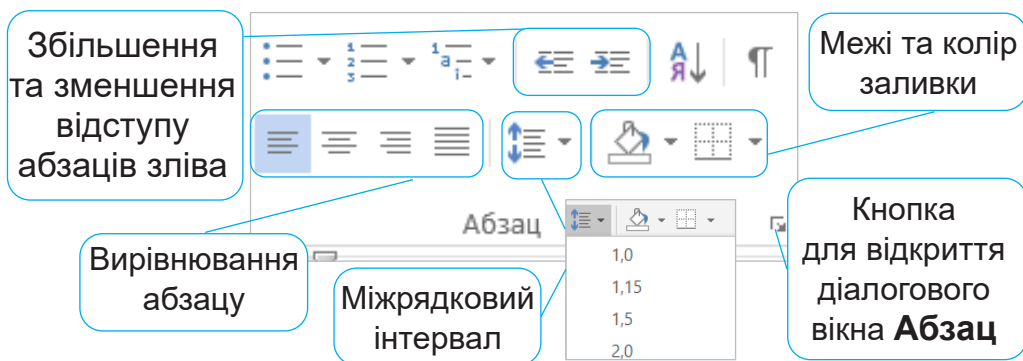 Збільшення
та зменшення
відступу
абзаців зліва
Межі та колір
заливки
Абзац
Вирівнювання
абзацу
Міжрядковий
інтервал
1,0
1,15
1,5
2,0
Кнопка
для відкриття
діалогового
вікна Абзац